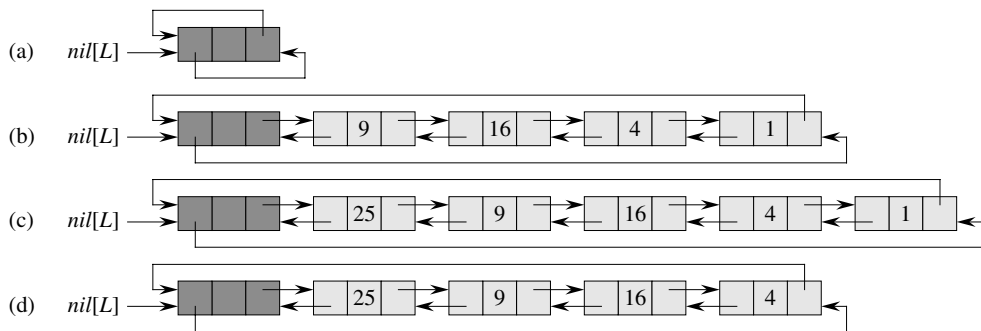 (a) nil[L]
(b) nil[L] 9 16 4 1
(c) nil[L] 25 9 16 4 1
(d) nil[L] 25 9 16 4